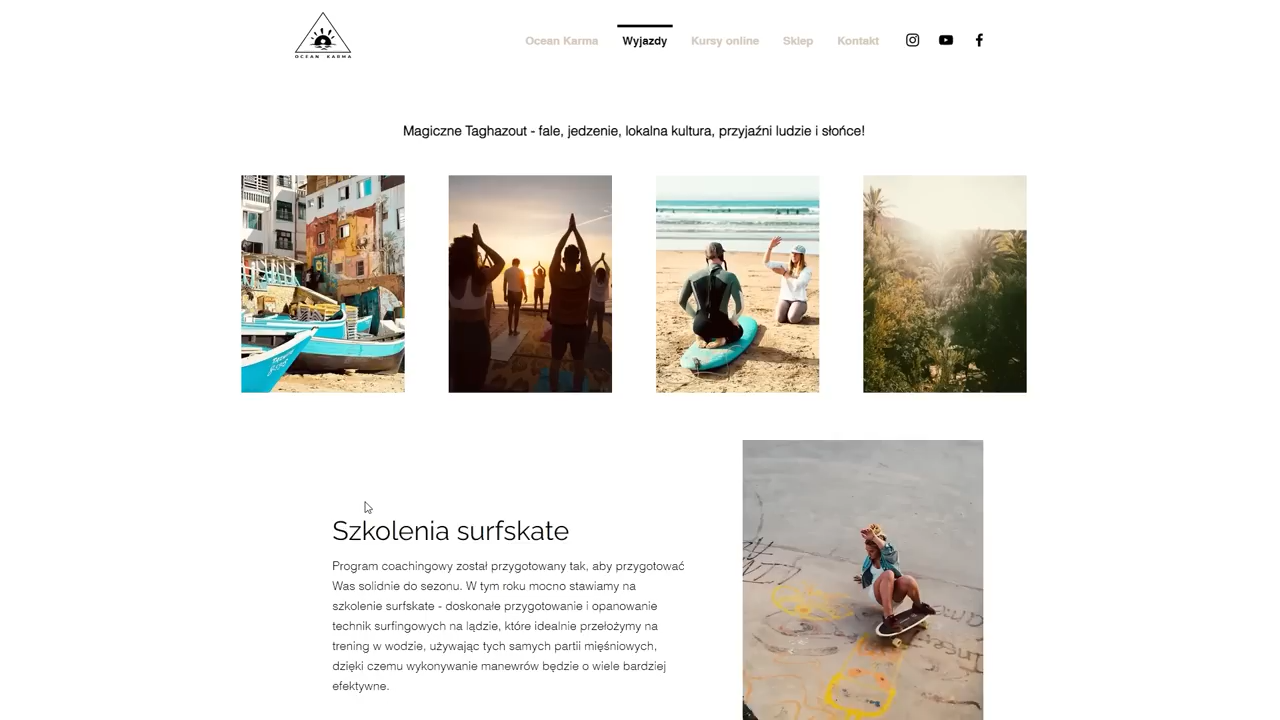 OCEAN KARMA
Ocean Karma
Wyjazdy
Kursy online
Sklep
Kontakt
Magiczne Taghazout - fale, jedzenie, lokalna kultura, przyjaźni ludzie i słońce!
Szkolenia surfskate
Program coachingowy został przygotowany tak, aby przygotować
Was solidnie do sezonu. W tym roku mocno stawiamy na
szkolenie surfskate - doskonałe przygotowanie i opanowanie
technik surfingowych na lądzie, które idealnie przełożymy na
trening w wodzie, używając tych samych partii mięśniowych,
dzięki czemu wykonywanie manewrów będzie o wiele bardziej
efektywne.